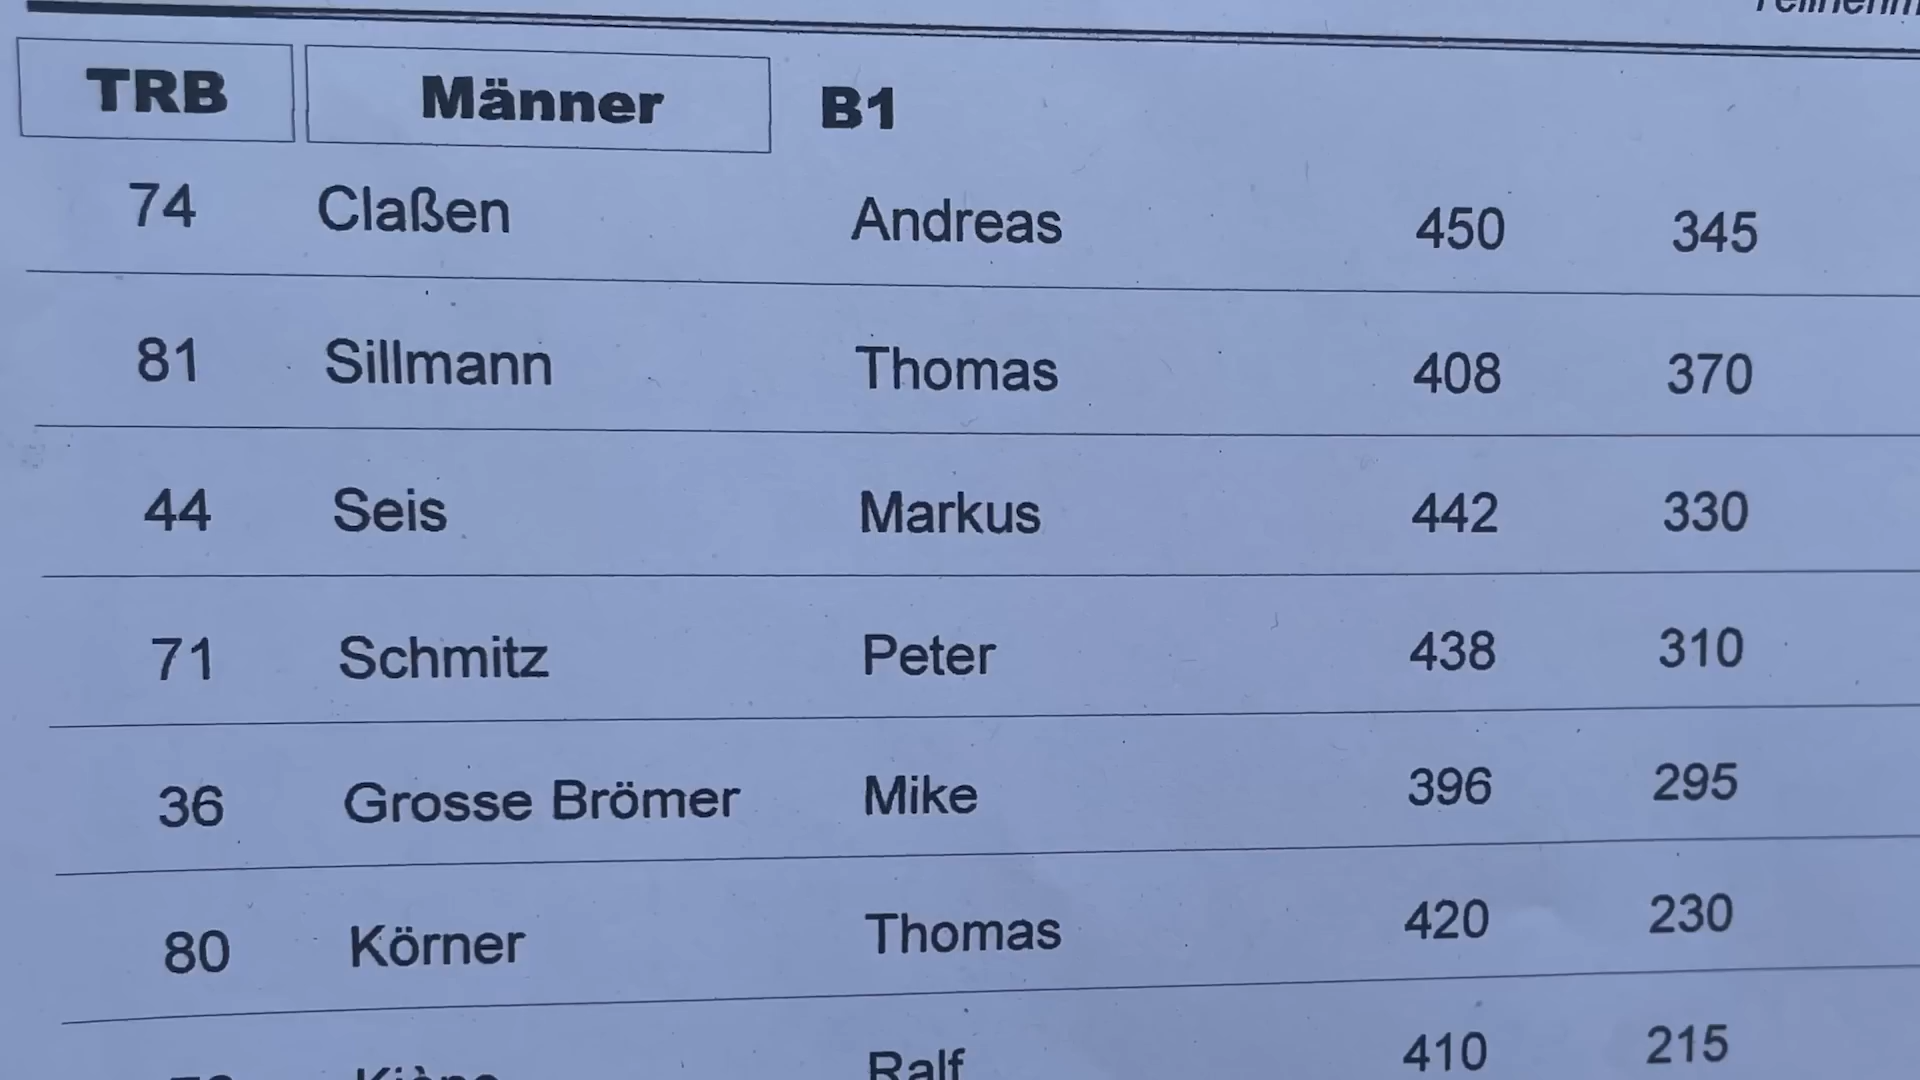 TRB Männer B1
74 Claßen Andreas 450 345
81 Sillmann Thomas 408 370
44 Seis Markus 442 330
71 Schmitz Peter 438 310
36 Grosse Brömer Mike 396 295
80 Körner Thomas 420 230
Ralf 410 215